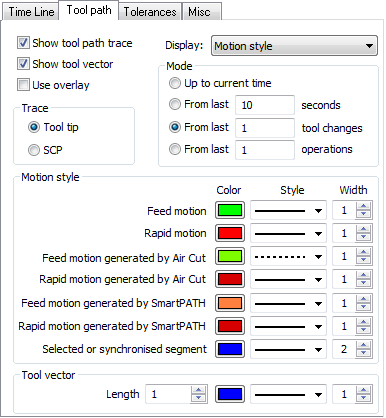 Time Line Tool path Tolerances Misc
Show tool path trace
Display: Motion style
Show tool vector
Use overlay
Mode
Up to current time
From last 10 seconds
From last 1 tool changes
From last 1 operations
Trace
Tool tip
SCP
Motion style
Color Style Width
Feed motion 1
Rapid motion 1
Feed motion generated by Air Cut 1
Rapid motion generated by Air Cut 1
Feed motion generated by SmartPATH 1
Rapid motion generated by SmartPATH 1
Selected or synchronised segment 2
Tool vector
Length 1 1